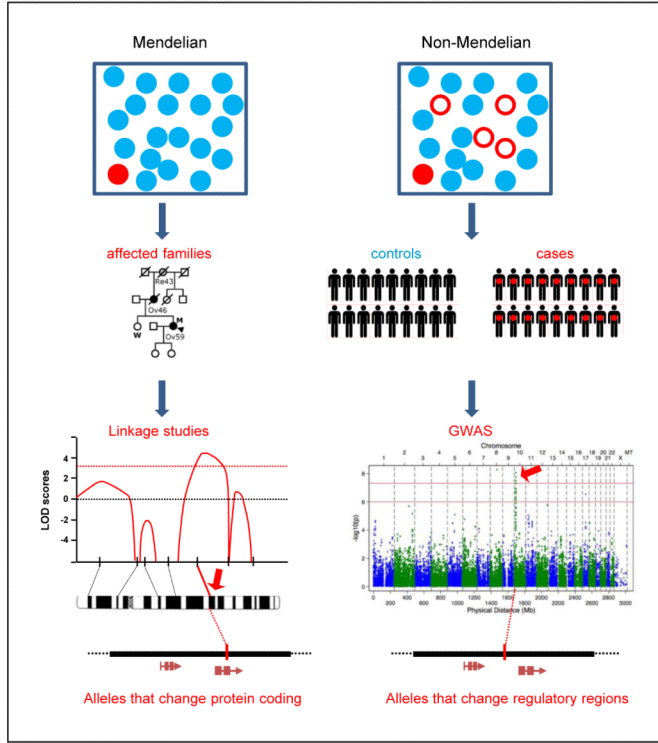 Mendelian
Non-Mendelian
affected families
controls
cases
Re43
Ov46
M
W
Ov59
Linkage studies
GWAS
LOD scores
4
2
0
-2
-4
Chromosome
2 4 6 8 10 12 14 16 18 20 22 MT
1 3 5 7 9 11 13 15 17 19 21 X
-log10(p)
8
6
4
2
0
0 200 400 600 800 1000 1200 1400 1600 1800 2000 2200 2400 2600 2800 3000
Physical Distance (Mb)
Alleles that change protein coding
Alleles that change regulatory regions